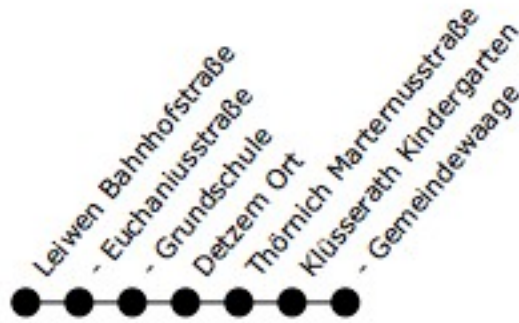 Leiwen Bahnhofstraße
- Euchariusstraße
- Grundschule
Detzem Ort
Thörnich Marternusstraße
Klüsserath Kindergarten
- Gemeindewaage